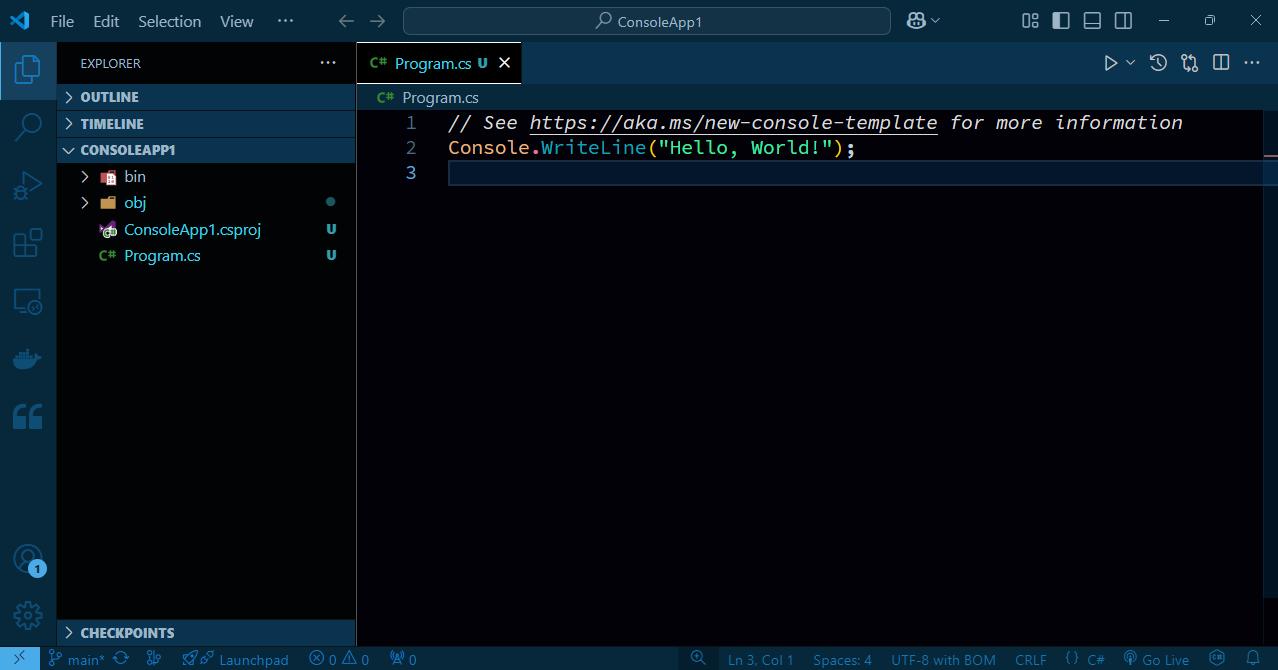 File Edit Selection View ···
ConsoleApp1
EXPLORER ···
C# Program.cs U
OUTLINE
C# Program.cs
TIMELINE
CONSOLEAPP1
bin
obj
ConsoleApp1.csproj U
C# Program.cs U
1 // See https://aka.ms/new-console-template for more information
2 Console.WriteLine("Hello, World!");
3
1
CHECKPOINTS
main* Launchpad 0 0 0 Ln 3, Col 1 Spaces: 4 UTF-8 with BOM CRLF {} C# Go Live